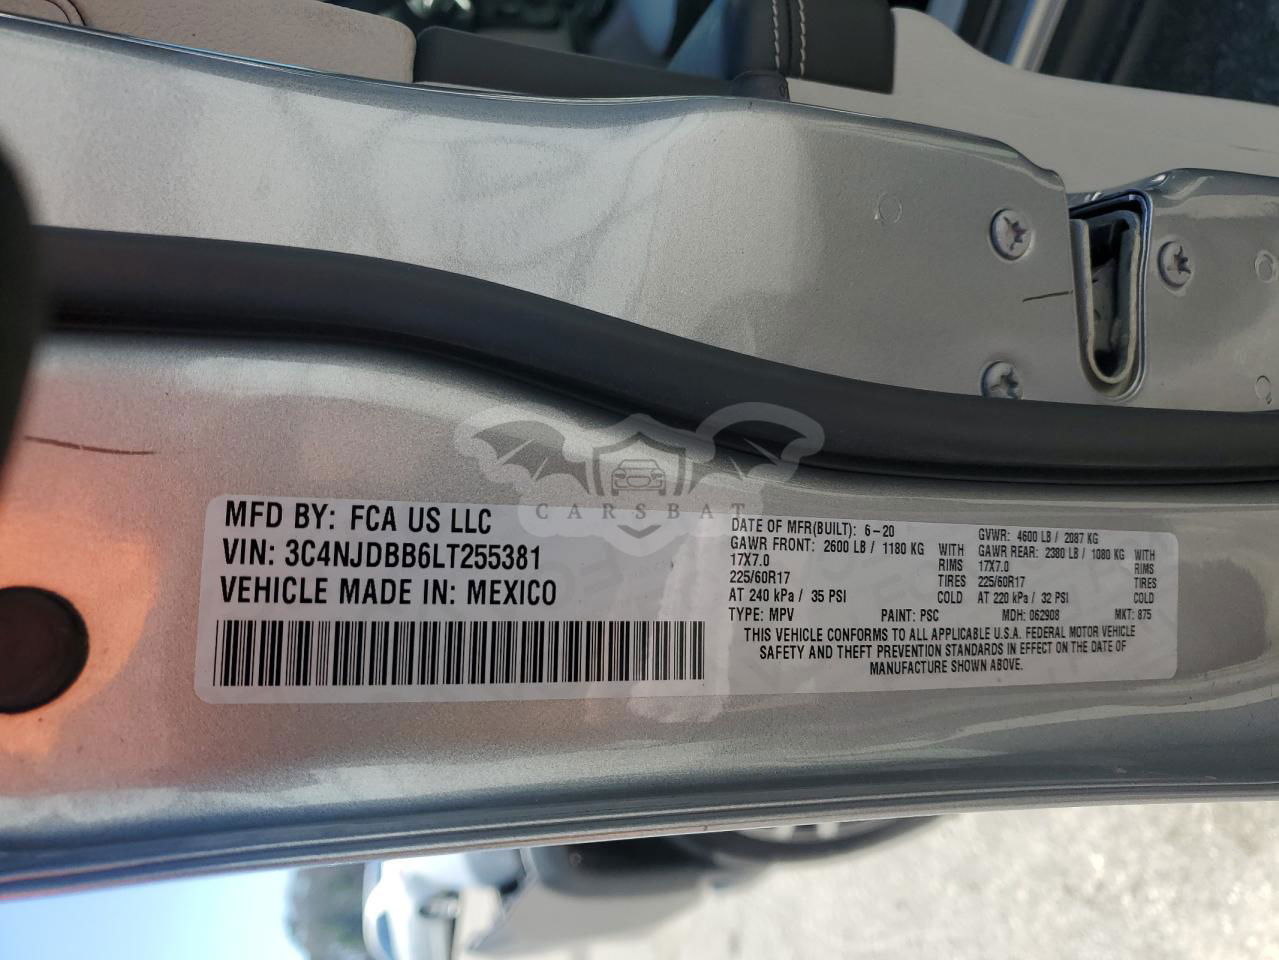 CARSBAT
MFD BY: FCA US LLC
VIN: 3C4NJDBB6LT255381
VEHICLE MADE IN: MEXICO
DATE OF MFR(BUILT): 6-20 GVWR: 4600 LB / 2087 KG
GAWR FRONT: 2600 LB / 1180 KG WITH GAWR REAR: 2380 LB / 1080 KG WITH
17X7.0 RIMS 17X7.0 RIMS
225/60R17 TIRES 225/60R17 TIRES
AT 240 kPa / 35 PSI COLD AT 220 kPa / 32 PSI COLD
TYPE: MPV PAINT: PSC MDH: 062908 MKT: 875
THIS VEHICLE CONFORMS TO ALL APPLICABLE U.S.A. FEDERAL MOTOR VEHICLE
SAFETY AND THEFT PREVENTION STANDARDS IN EFFECT ON THE DATE OF
MANUFACTURE SHOWN ABOVE.